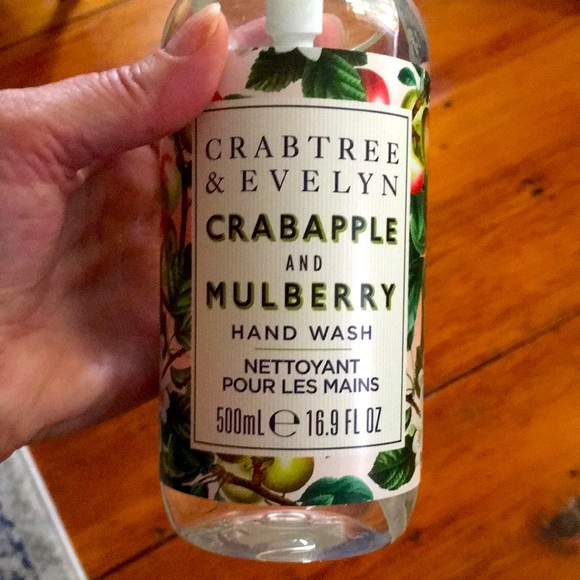 CRABTREE
& EVELYN
CRABAPPLE
AND
MULBERRY
HAND WASH
NETTOYANT
POUR LES MAINS
500mL ℮ 16.9 FL OZ